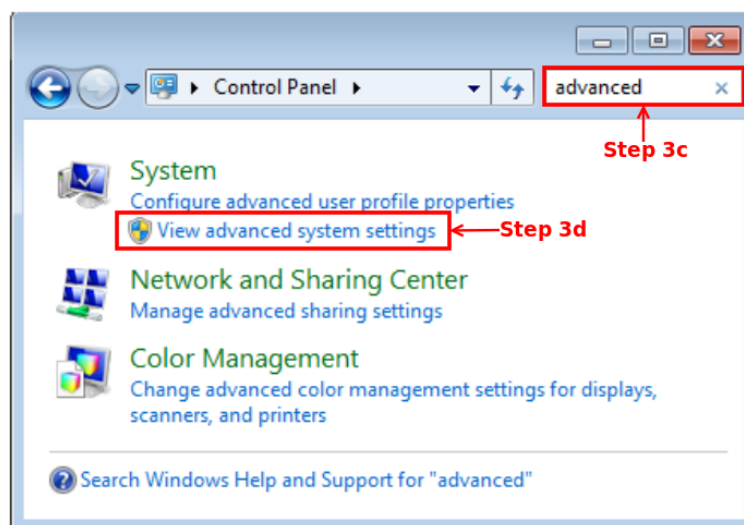 Control Panel
advanced
Step 3c
System
Configure advanced user profile properties
View advanced system settings
Step 3d
Network and Sharing Center
Manage advanced sharing settings
Color Management
Change advanced color management settings for displays,
scanners, and printers
Search Windows Help and Support for "advanced"